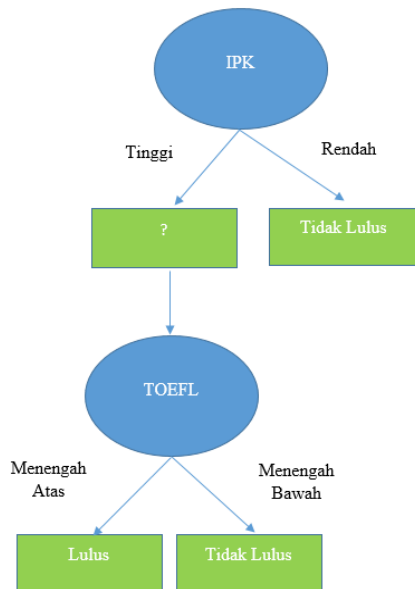 IPK
Tinggi
Rendah
?
Tidak Lulus
TOEFL
Menengah
Atas
Menengah
Bawah
Lulus
Tidak Lulus